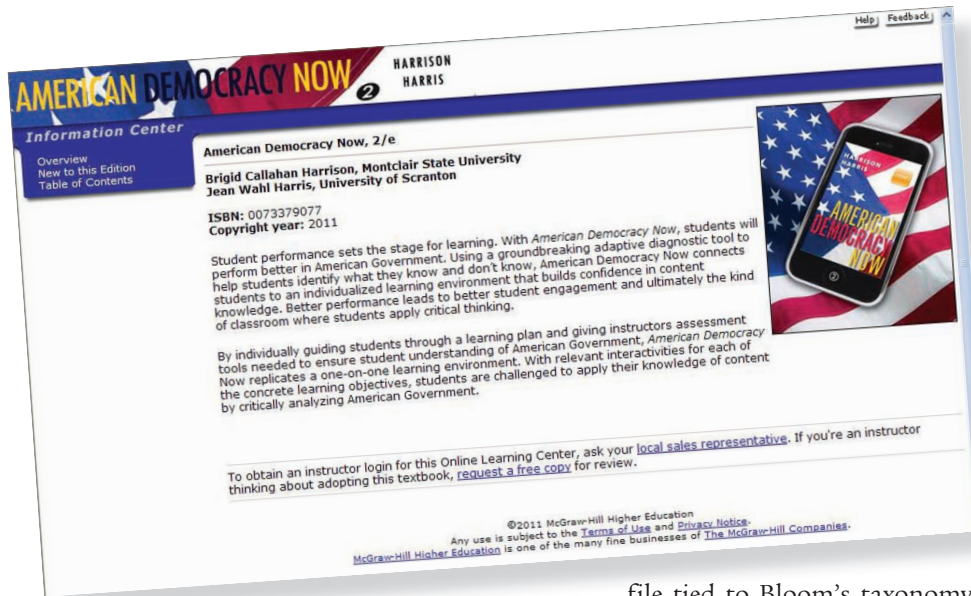 Help Feedback
AMERICAN DEMOCRACY NOW 2 HARRISON
HARRIS
Information Center
Overview
New to this Edition
Table of Contents
American Democracy Now, 2/e
Brigid Callahan Harrison, Montclair State University
Jean Wahl Harris, University of Scranton
ISBN: 0073379077
Copyright year: 2011
Student performance sets the stage for learning. With American Democracy Now, students will
perform better in American Government. Using a groundbreaking adaptive diagnostic tool to
help students identify what they know and don't know, American Democracy Now connects
students to an individualized learning environment that builds confidence in content
knowledge. Better performance leads to better student engagement and ultimately the kind
of classroom where students apply critical thinking.
By individually guiding students through a learning plan and giving instructors assessment
tools needed to ensure student understanding of American Government, American Democracy
Now replicates a one-on-one learning environment. With relevant interactivities for each of
the concrete learning objectives, students are challenged to apply their knowledge of content
by critically analyzing American Government.
HARRISON
HARRIS
AMERICAN
DEMOCRACY
NOW
2
To obtain an instructor login for this Online Learning Center, ask your local sales representative. If you're an instructor
thinking about adopting this textbook, request a free copy for review.
©2011 McGraw-Hill Higher Education
Any use is subject to the Terms of Use and Privacy Notice.
McGraw-Hill Higher Education is one of the many fine businesses of The McGraw-Hill Companies.
file tied to Bloom's taxonomy